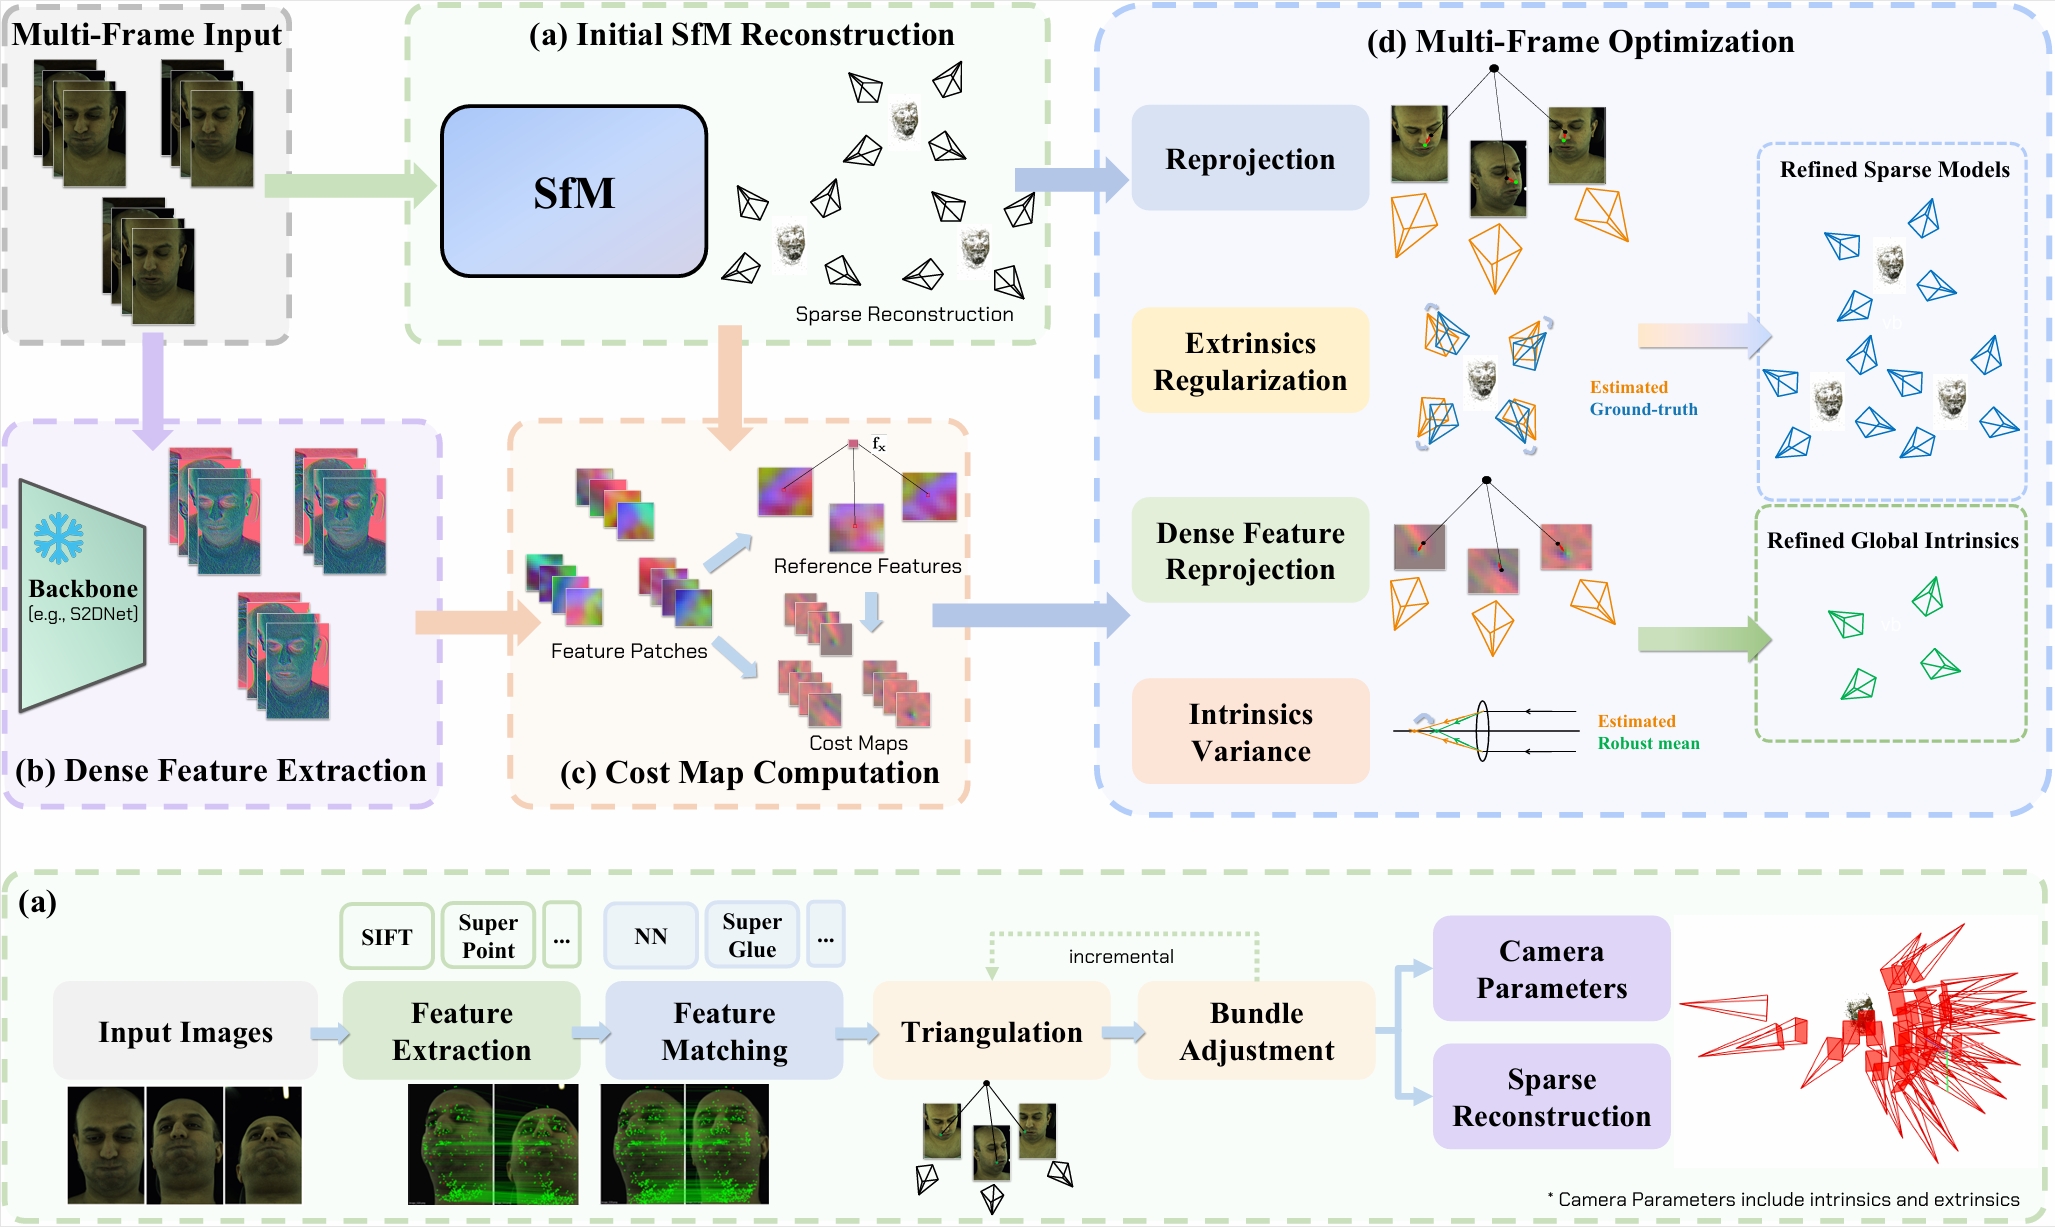 Multi-Frame Input
(a) Initial SfM Reconstruction
SfM
Sparse Reconstruction
(d) Multi-Frame Optimization
Reprojection
Extrinsics
Regularization
Estimated
Ground-truth
Dense Feature
Reprojection
Intrinsics
Variance
Estimated
Robust mean
Refined Sparse Models
vb
Refined Global Intrinsics
vb
Backbone
(e.g., S2DNet)
(b) Dense Feature Extraction
fx
Reference Features
Feature Patches
Cost Maps
(c) Cost Map Computation
(a)
SIFT
Super
Point
...
NN
Super
Glue
...
incremental
Input Images
Feature
Extraction
Feature
Matching
Triangulation
Bundle
Adjustment
Camera
Parameters
Sparse
Reconstruction
* Camera Parameters include intrinsics and extrinsics